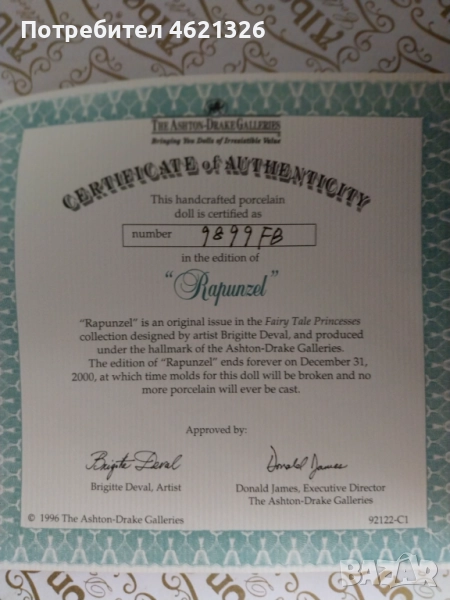 Потребител 4621326
THE ASHTON-DRAKE GALLERIES
Bringing You Dolls of Irresistible Value
CERTIFICATE of AUTHENTICITY
This handcrafted porcelain
doll is certified as
number 9899FB
in the edition of
“Rapunzel”
“Rapunzel” is an original issue in the Fairy Tale Princesses
collection designed by artist Brigitte Deval, and produced
under the hallmark of the Ashton-Drake Galleries.
The edition of “Rapunzel” ends forever on December 31,
2000, at which time molds for this doll will be broken and no
more porcelain will ever be cast.
Approved by:
Brigitte Deval Donald James
Brigitte Deval, Artist Donald James, Executive Director
The Ashton-Drake Galleries
© 1996 The Ashton-Drake Galleries 92122-C1
BAZAR.BG